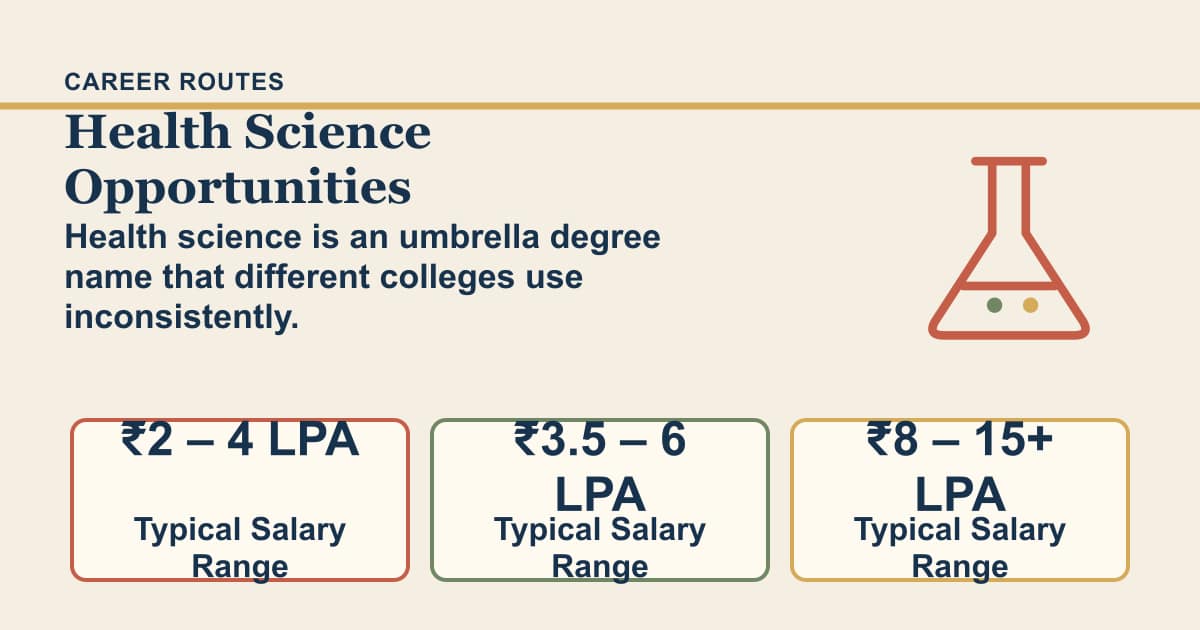 CAREER ROUTES
Health Science
Opportunities
Health science is an umbrella degree
name that different colleges use
inconsistently.
₹2 – 4 LPA
Typical Salary
Range
₹3.5 – 6
LPA
Typical Salary
Range
₹8 – 15+
LPA
Typical Salary
Range